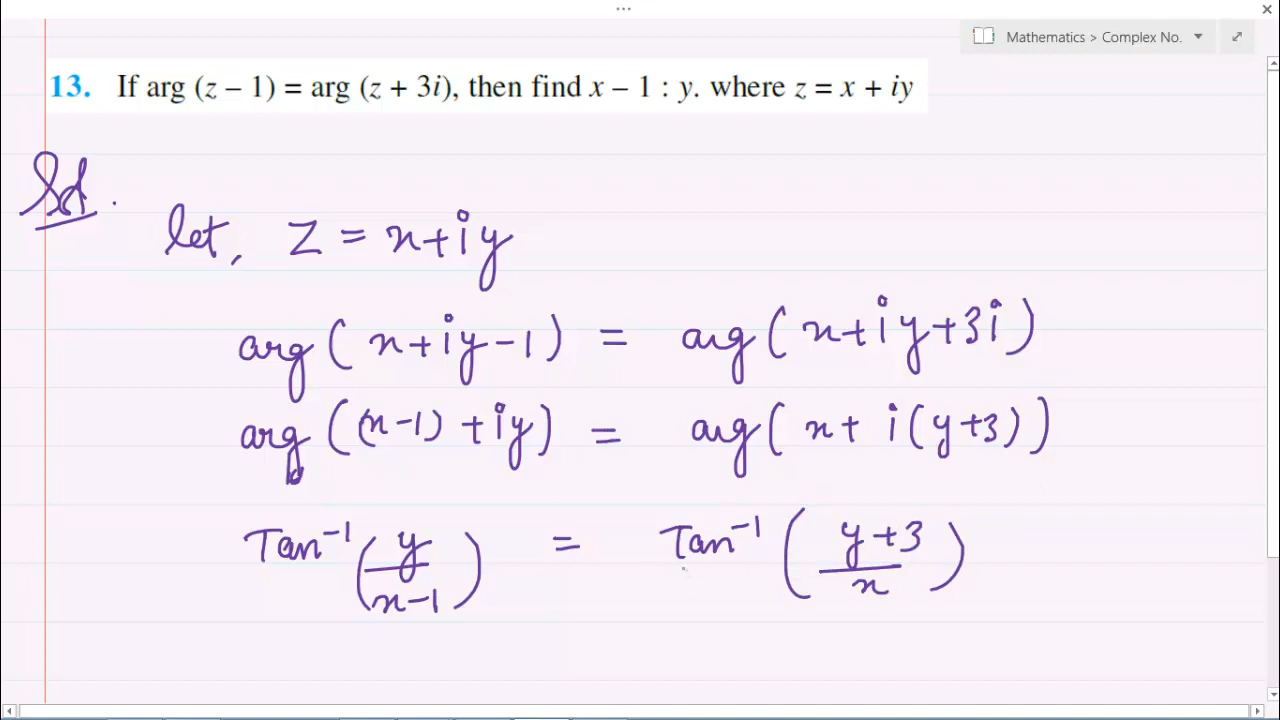 Mathematics > Complex No.
13. If arg (z – 1) = arg (z + 3i), then find x – 1 : y. where z = x + iy
Sol.
let, z = x+iy
arg(x+iy-1) = arg(x+iy+3i)
arg((x-1)+iy) = arg(x+i(y+3))
Tan⁻¹(y/(x-1)) = Tan⁻¹((y+3)/x)